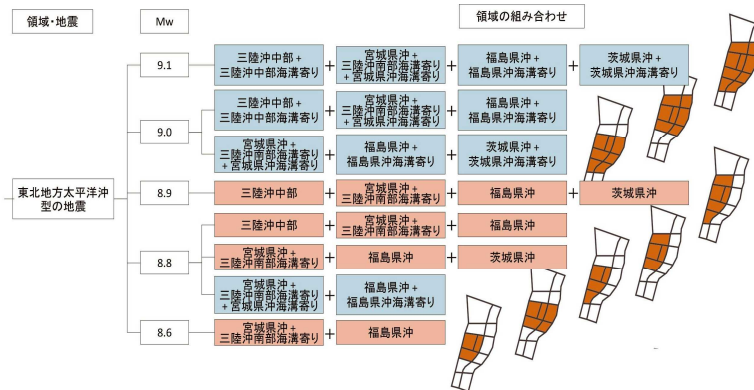 領域・地震
Mw
領域の組み合わせ
東北地方太平洋沖
型の地震
9.1
三陸沖中部 +
三陸沖中部海溝寄り
+
宮城県沖 +
三陸沖南部海溝寄り
+ 宮城県沖海溝寄り
+
福島県沖 +
福島県沖海溝寄り
+
茨城県沖 +
茨城県沖海溝寄り
9.0
三陸沖中部 +
三陸沖中部海溝寄り
+
宮城県沖 +
三陸沖南部海溝寄り
+ 宮城県沖海溝寄り
+
福島県沖 +
福島県沖海溝寄り
宮城県沖 +
三陸沖南部海溝寄り
+ 宮城県沖海溝寄り
+
福島県沖 +
福島県沖海溝寄り
+
茨城県沖 +
茨城県沖海溝寄り
8.9
三陸沖中部
+
宮城県沖 +
三陸沖南部海溝寄り
+
福島県沖
+
茨城県沖
8.8
三陸沖中部
+
宮城県沖 +
三陸沖南部海溝寄り
+
福島県沖
宮城県沖 +
三陸沖南部海溝寄り
+
福島県沖
+
茨城県沖
宮城県沖 +
三陸沖南部海溝寄り
+ 宮城県沖海溝寄り
+
福島県沖 +
福島県沖海溝寄り
8.6
宮城県沖 +
三陸沖南部海溝寄り
+
福島県沖